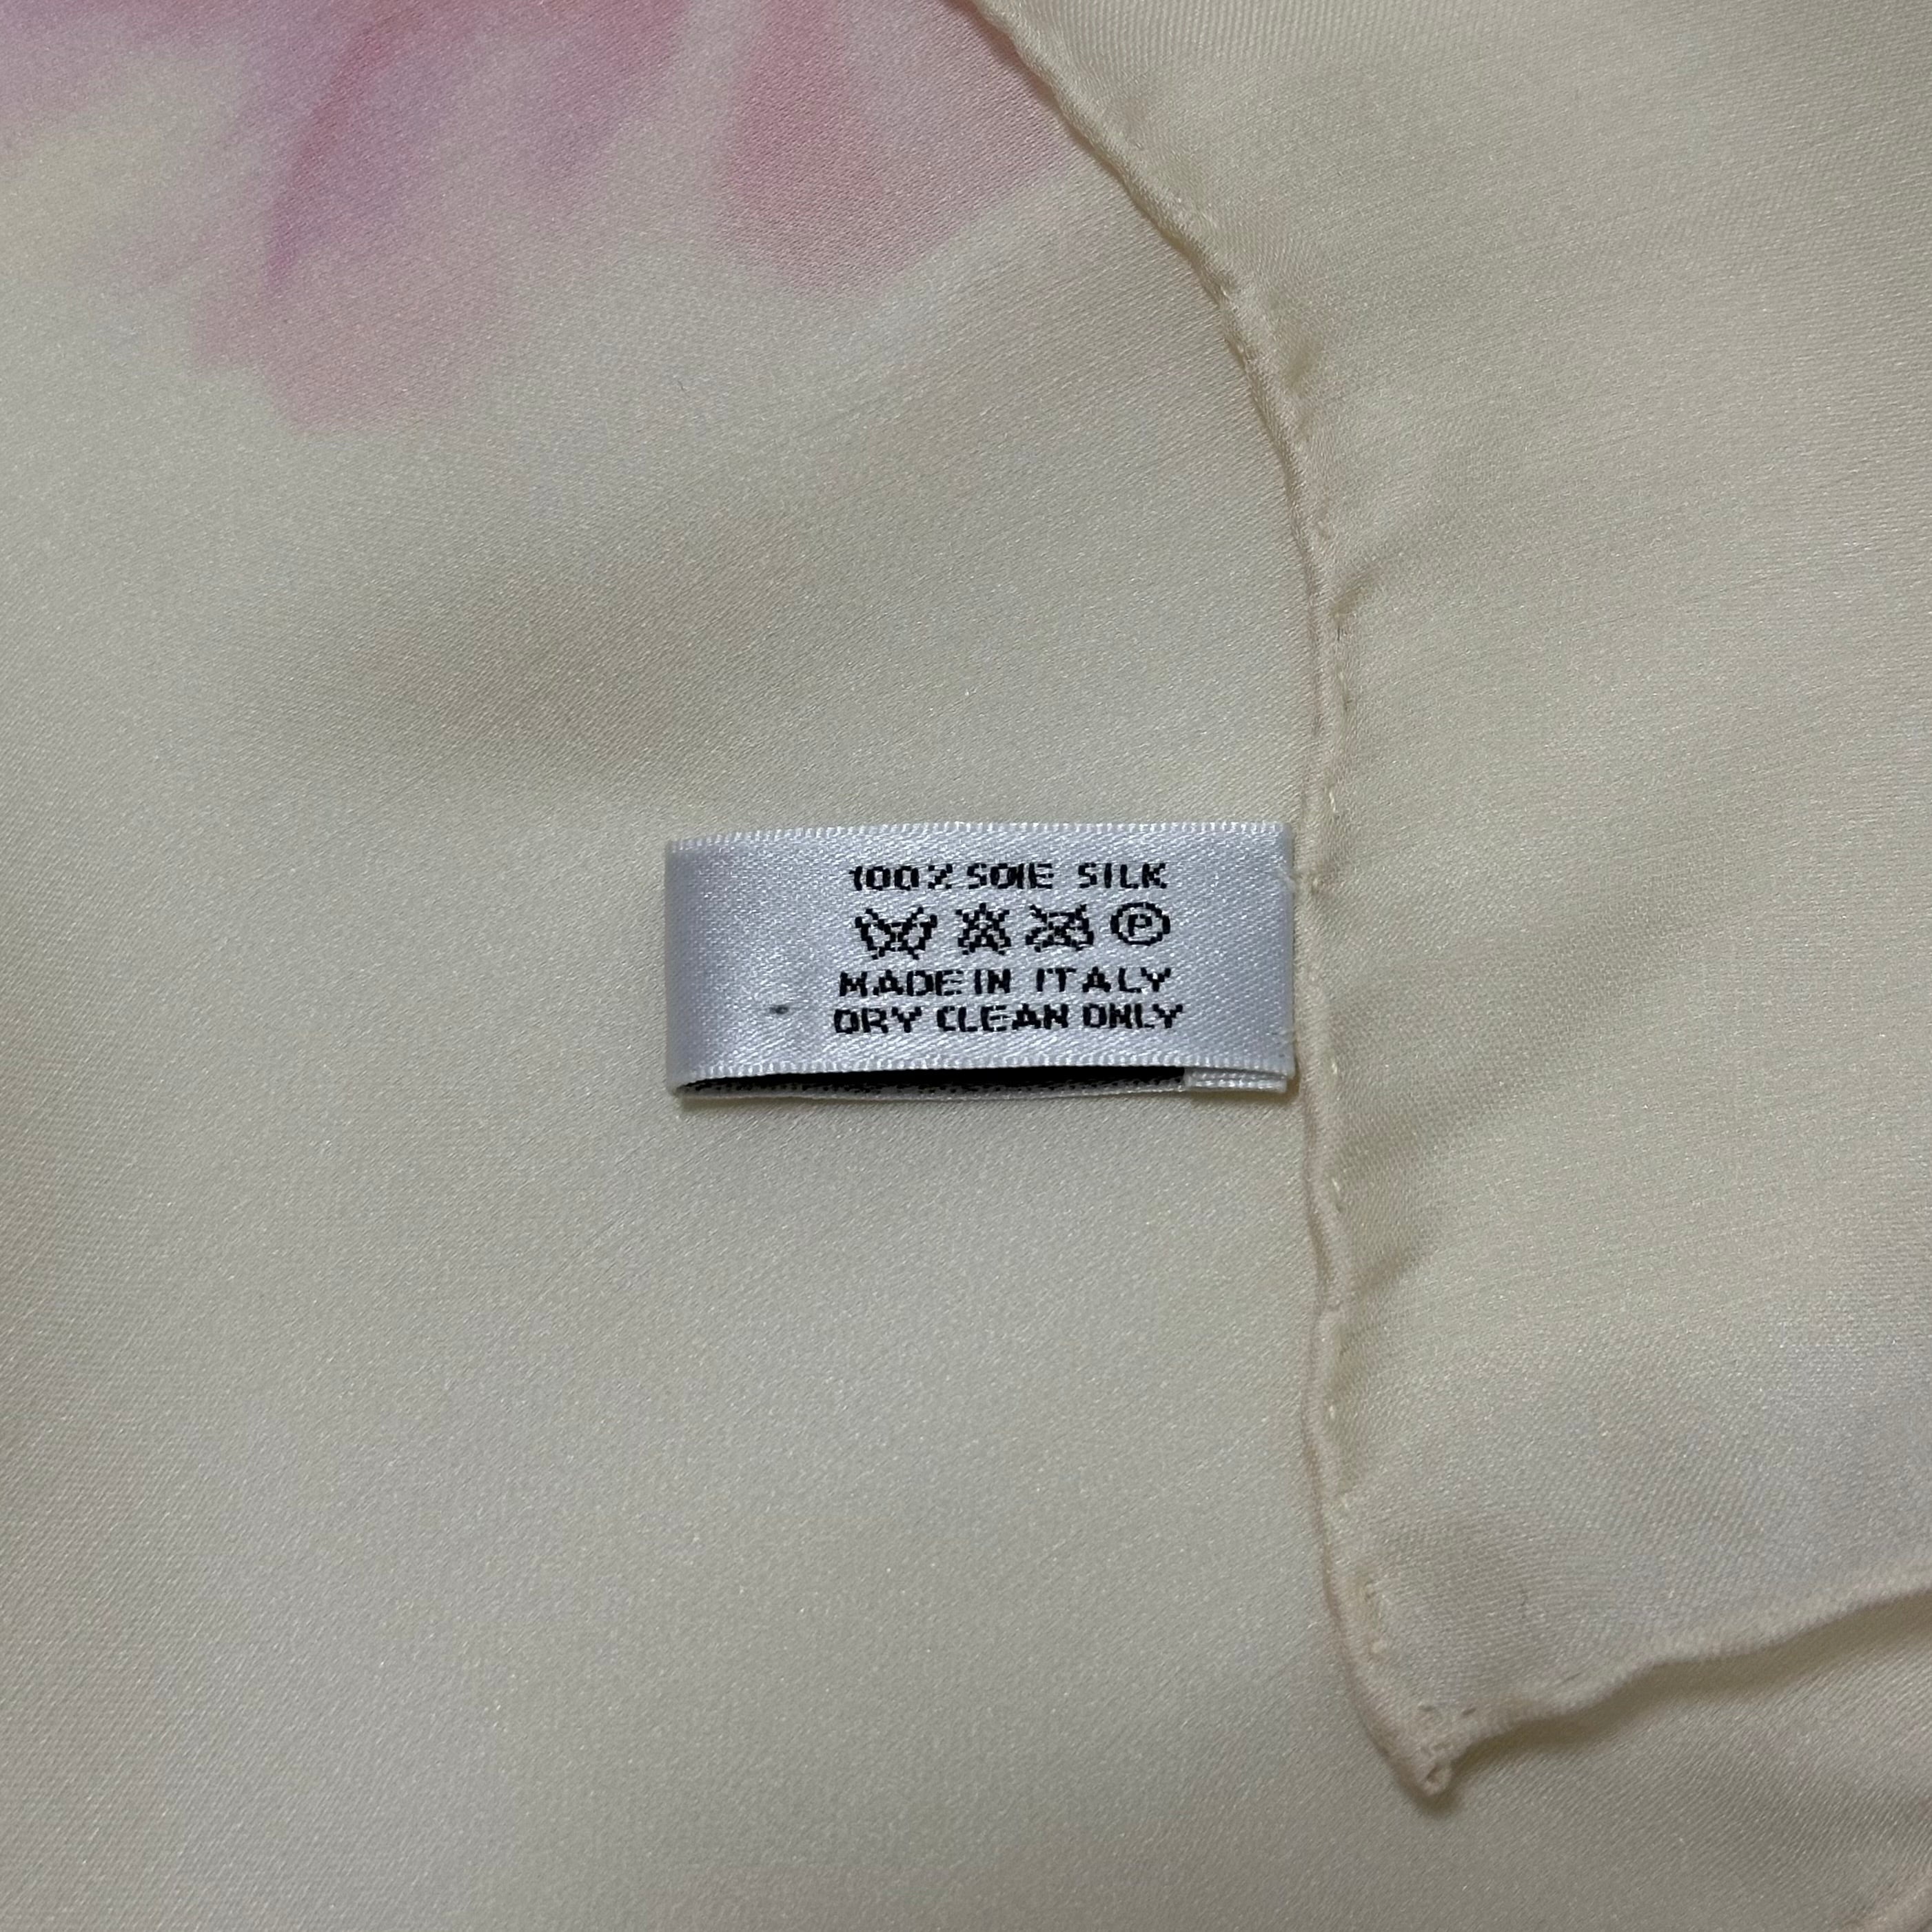 100% SOIE SILK
P
MADE IN ITALY
DRY CLEAN ONLY